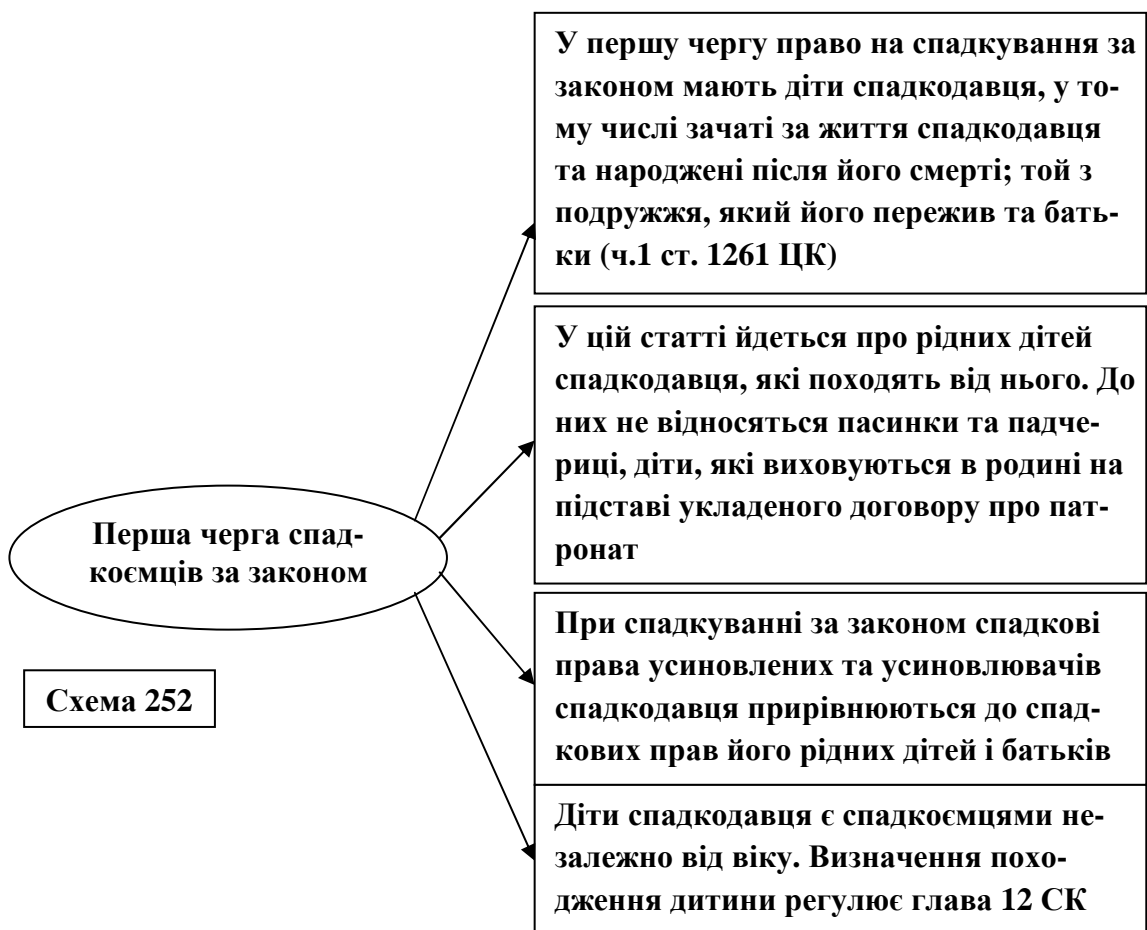 У першу чергу право на спадкування за
законом мають діти спадкодавця, у то-
му числі зачаті за життя спадкодавця
та народжені після його смерті; той з
подружжя, який його пережив та бать-
ки (ч.1 ст. 1261 ЦК)
У цій статті йдеться про рідних дітей
спадкодавця, які походять від нього. До
них не відносяться пасинки та падче-
риці, діти, які виховуються в родині на
підставі укладеного договору про пат-
ронат
Перша черга спад-
коємців за законом
При спадкуванні за законом спадкові
права усиновлених та усиновлювачів
спадкодавця прирівнюються до спад-
кових прав його рідних дітей і батьків
Схема 252
Діти спадкодавця є спадкоємцями не-
залежно від віку. Визначення похо-
дження дитини регулює глава 12 СК